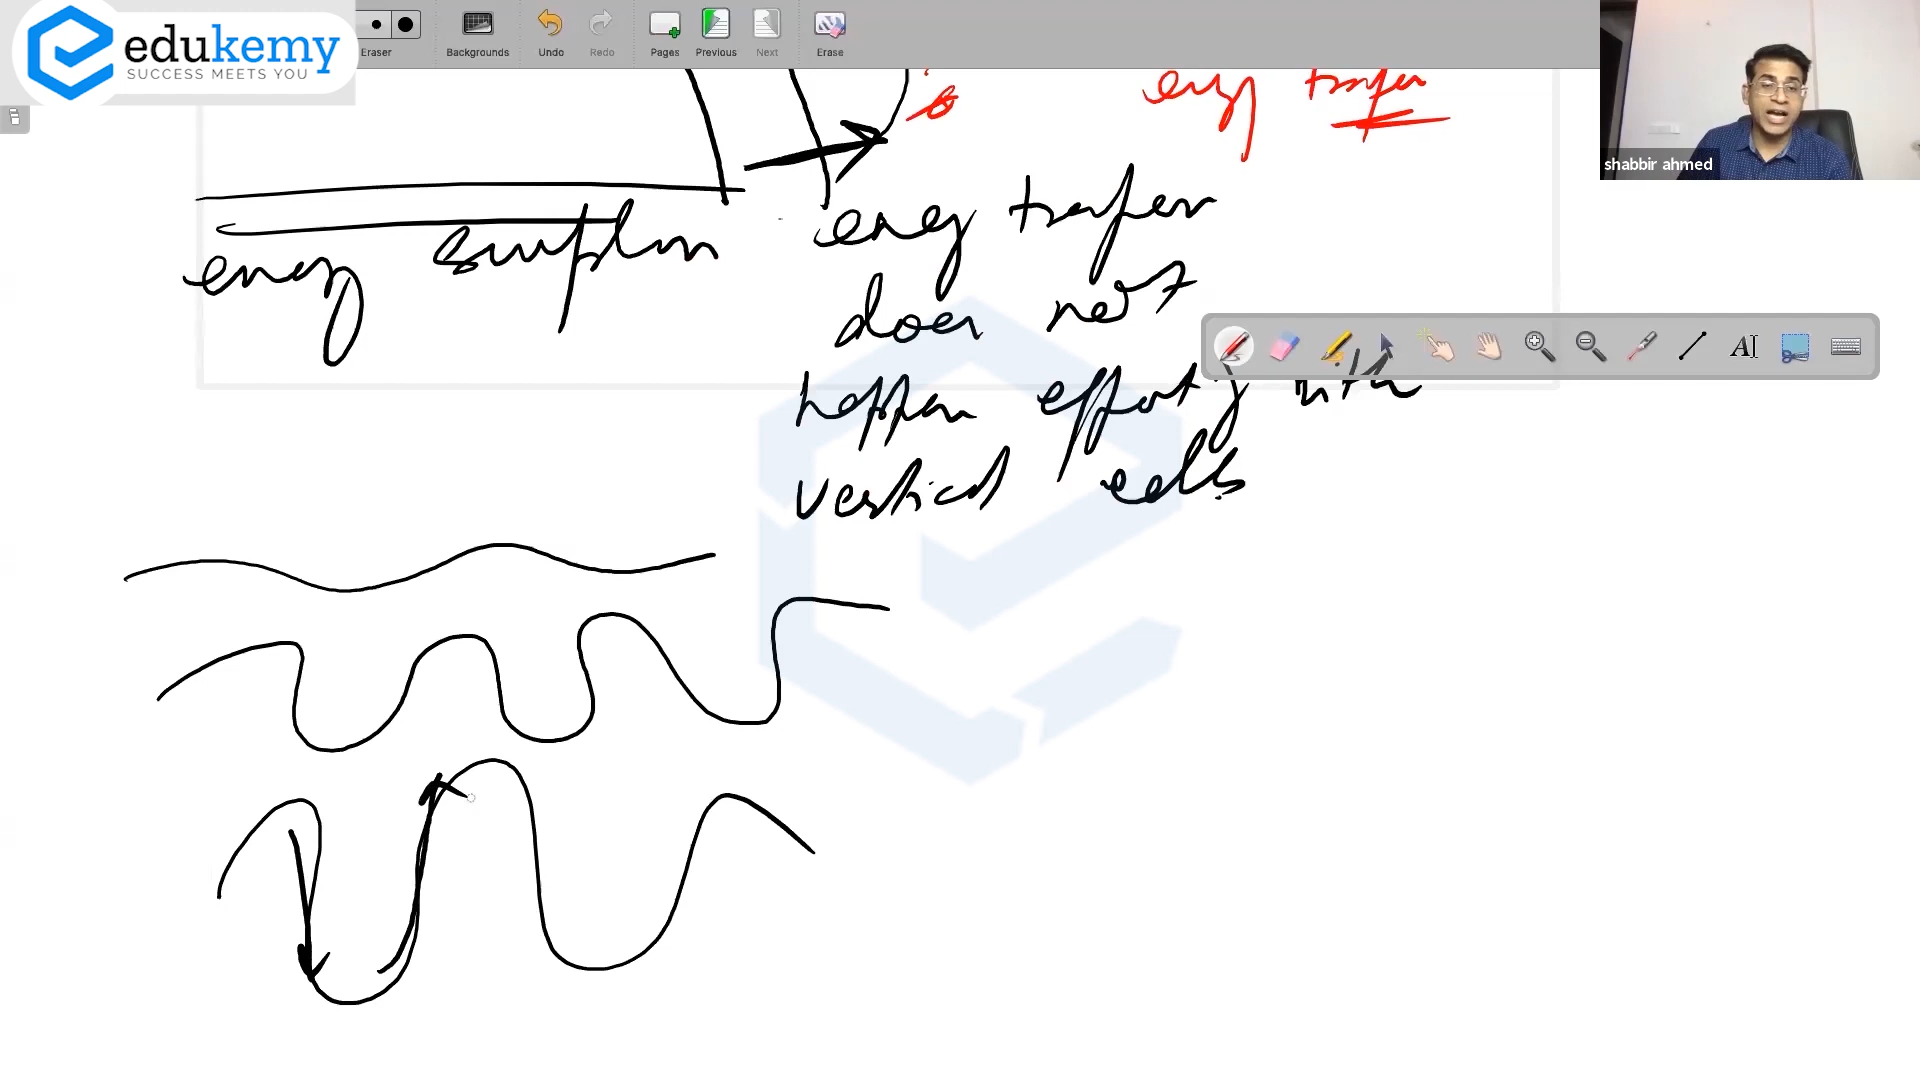 edukemy
SUCCESS MEETS YOU
Eraser
Backgrounds
Undo
Redo
Pages
Previous
Next
Erase
shabbir ahmed
energy transfer
energy surplus
energy transfer
does not
happen with
vertical cells
AI